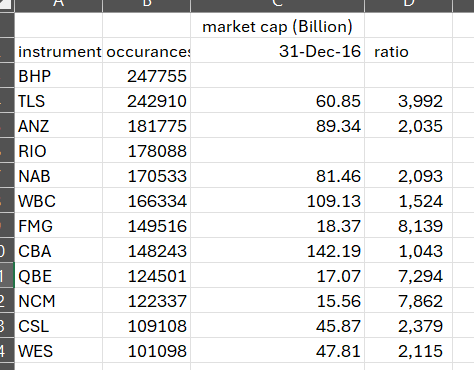 A B C D
market cap (Billion)
instrument occurances 31-Dec-16 ratio
BHP 247755
TLS 242910 60.85 3,992
ANZ 181775 89.34 2,035
RIO 178088
NAB 170533 81.46 2,093
WBC 166334 109.13 1,524
FMG 149516 18.37 8,139
CBA 148243 142.19 1,043
QBE 124501 17.07 7,294
NCM 122337 15.56 7,862
CSL 109108 45.87 2,379
WES 101098 47.81 2,115